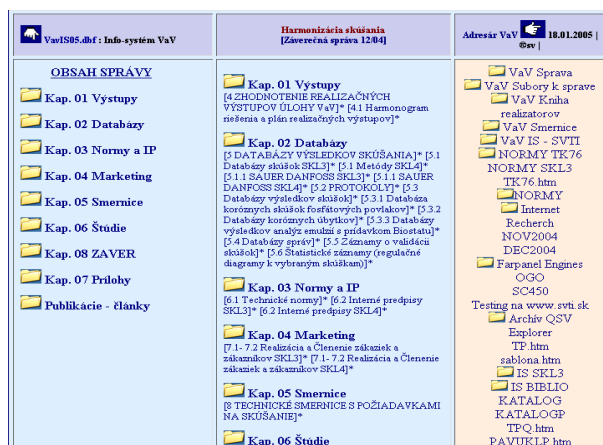 VavIS05.dbf : Info-systém VaV
Harmonizácia skúšania
[Záverečná správa 12/04]
Adresár VaV 18.01.2005 |
®sv |
OBSAH SPRÁVY
Kap. 01 Výstupy
Kap. 02 Databázy
Kap. 03 Normy a IP
Kap. 04 Marketing
Kap. 05 Smernice
Kap. 06 Štúdie
Kap. 08 ZAVER
Kap. 07 Prílohy
Publikácie - články
Kap. 01 Výstupy
[4 ZHODNOTENIE REALIZAČNÝCH
VÝSTUPOV ÚLOHY VaV]* [4.1 Harmonogram
riešenia a plán realizačných výstupov]*
Kap. 02 Databázy
[5 DATABÁZY VÝSLEDKOV SKÚŠANIA]* [5.1
Databázy skúšok SKL3]* [5.1 Metódy SKL4]*
[5.1.1 SAUER DANFOSS SKL3]* [5.1.1 SAUER
DANFOSS SKL4]* [5.2 PROTOKOLY]* [5.3
Databázy výsledkov skúšok]* [5.3.1 Databáza
koróznych skúšok fosfátových povlakov]* [5.3.2
Databázy koróznych úbytkov]* [5.3.3 Databázy
výsledkov analýz emulzií s prídavkom Biostatu]*
[5.4 Databázy správ]* [5.5 Záznamy o validácii
skúšok]* [5.6 Štatistické záznamy (regulačné
diagramy k vybraným skúškam)]*
Kap. 03 Normy a IP
[6.1 Technické normy]* [6.2 Interné predpisy
SKL3]* [6.2 Interné predpisy SKL4]*
Kap. 04 Marketing
[7.1- 7.2 Realizácia a Členenie zákaziek a
zákazníkov SKL3]* [7.1- 7.2 Realizácia a Členenie
zákaziek a zákazníkov SKL4]*
Kap. 05 Smernice
[8 TECHNICKÉ SMERNICE S POŽIADAVKAMI
NA SKÚŠANIE]*
Kap. 06 Štúdie
VaV Sprava
VaV Subory k sprave
VaV Kniha
realizatorov
VaV Smernice
VaV IS - SVTI
NORMY TK76
NORMY SKL3
TK76.htm
NORMY
Internet
Recherch
NOV2004
DEC2004
Farpanel Engines
OGO
SC450
Testing na www.svti.sk
Archív QSV
Explorer
TP.htm
sablona.htm
IS SKL3
IS BIBLIO
KATALOG
KATALOGP
TPQ.htm
PAVUKLP.htm